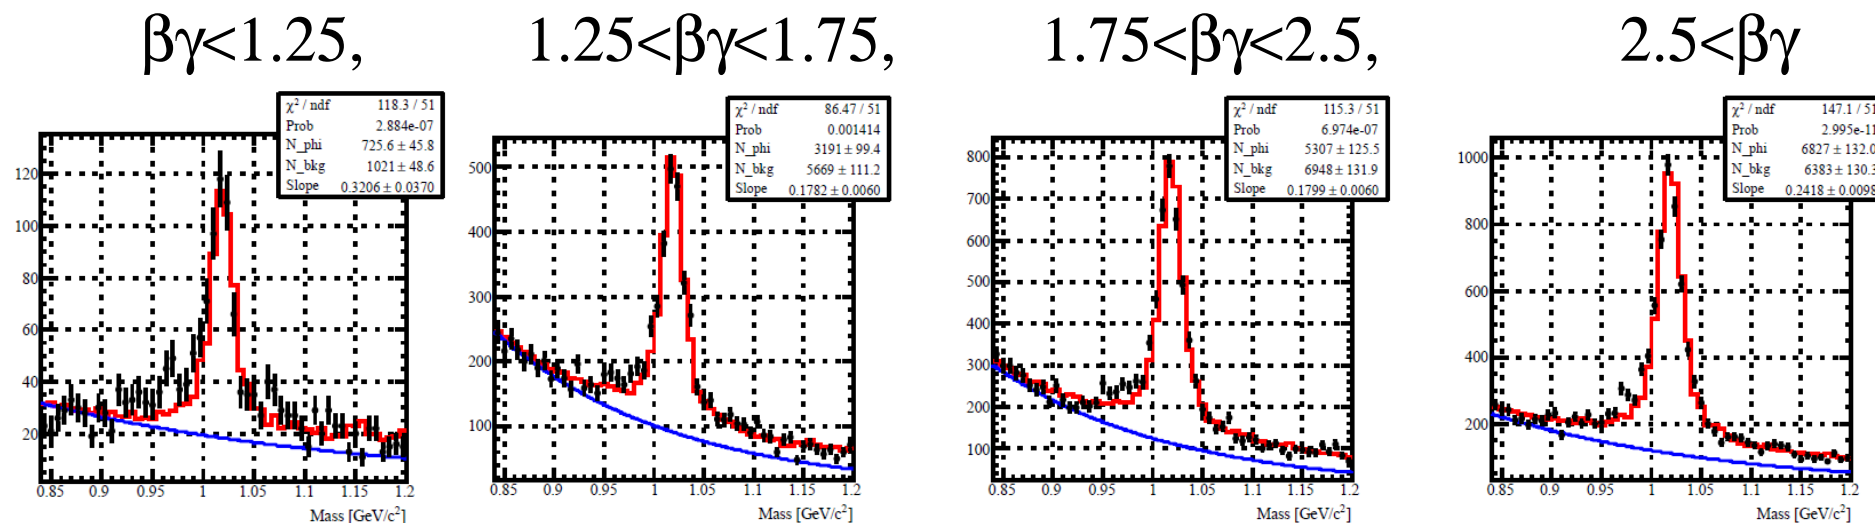 βγ<1.25,
1.25<βγ<1.75,
1.75<βγ<2.5,
2.5<βγ
χ² / ndf 118.3 / 51
Prob 2.884e-07
N_phi 725.6 ± 45.8
N_bkg 1021 ± 48.6
Slope 0.3206 ± 0.0370
120
100
80
60
40
20
0.85 0.9 0.95 1 1.05 1.1 1.15 1.2
Mass [GeV/c²]
χ² / ndf 86.47 / 51
Prob 0.001414
N_phi 3191 ± 99.4
N_bkg 5669 ± 111.2
Slope 0.1782 ± 0.0060
500
400
300
200
100
0.85 0.9 0.95 1 1.05 1.1 1.15 1.2
Mass [GeV/c²]
χ² / ndf 115.3 / 51
Prob 6.974e-07
N_phi 5307 ± 125.5
N_bkg 6948 ± 131.9
Slope 0.1799 ± 0.0060
800
700
600
500
400
300
200
100
0.85 0.9 0.95 1 1.05 1.1 1.15 1.2
Mass [GeV/c²]
χ² / ndf 147.1 / 51
Prob 2.995e-11
N_phi 6827 ± 132.0
N_bkg 6383 ± 130.3
Slope 0.2418 ± 0.0098
1000
800
600
400
200
0.85 0.9 0.95 1 1.05 1.1 1.15 1.2
Mass [GeV/c²]